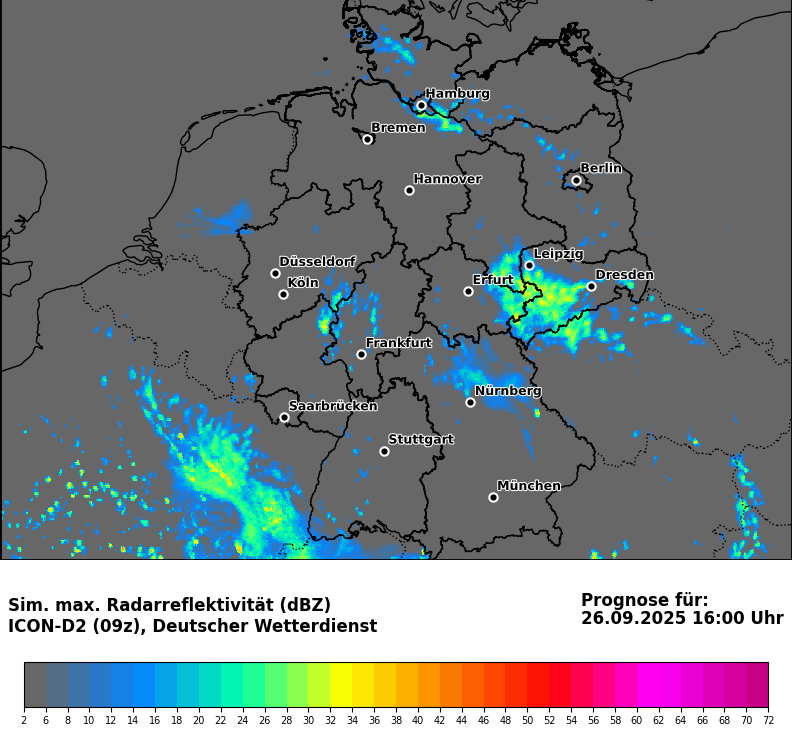 Hamburg
Bremen
Berlin
Hannover
Leipzig
Düsseldorf
Dresden
Erfurt
Köln
Frankfurt
Nürnberg
Saarbrücken
Stuttgart
München
Sim. max. Radarreflektivität (dBZ)
ICON-D2 (09z), Deutscher Wetterdienst
Prognose für:
26.09.2025 16:00 Uhr
2 6 8 10 12 14 16 18 20 22 24 26 28 30 32 34 36 38 40 42 44 46 48 50 52 54 56 58 60 62 64 66 68 70 72